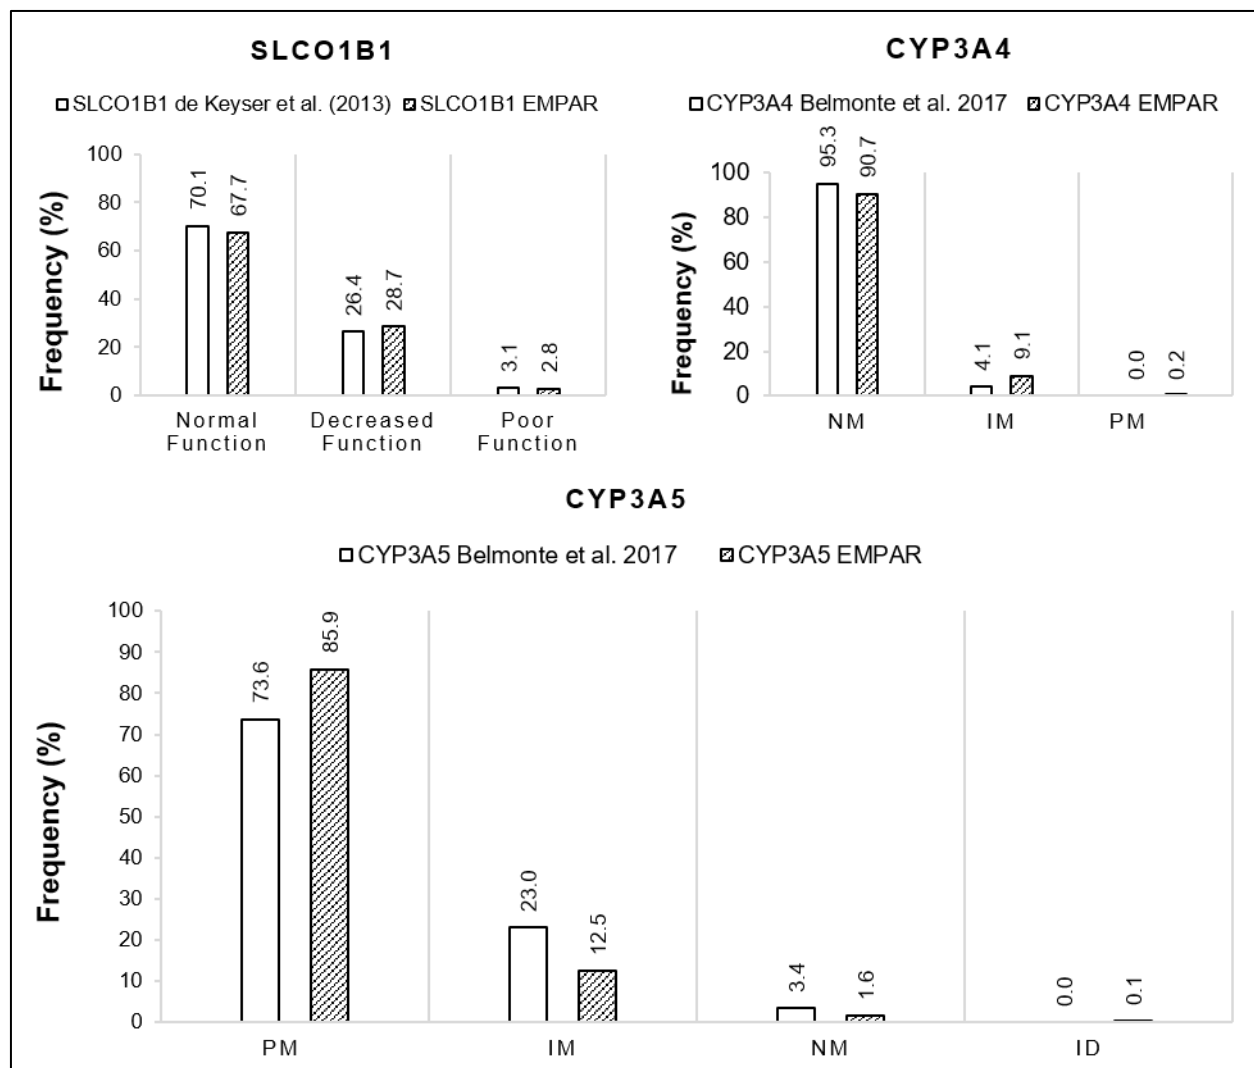 SLCO1B1
SLCO1B1 de Keyser et al. (2013) SLCO1B1 EMPAR
Frequency (%)
100
80
60
40
20
0
70.1
67.7
26.4
28.7
3.1
2.8
Normal Function
Decreased Function
Poor Function
CYP3A4
CYP3A4 Belmonte et al. 2017 CYP3A4 EMPAR
Frequency (%)
100
80
60
40
20
0
95.3
90.7
4.1
9.1
0.0
0.2
NM
IM
PM
CYP3A5
CYP3A5 Belmonte et al. 2017 CYP3A5 EMPAR
Frequency (%)
100
90
80
70
60
50
40
30
20
10
0
73.6
85.9
23.0
12.5
3.4
1.6
0.0
0.1
PM
IM
NM
ID